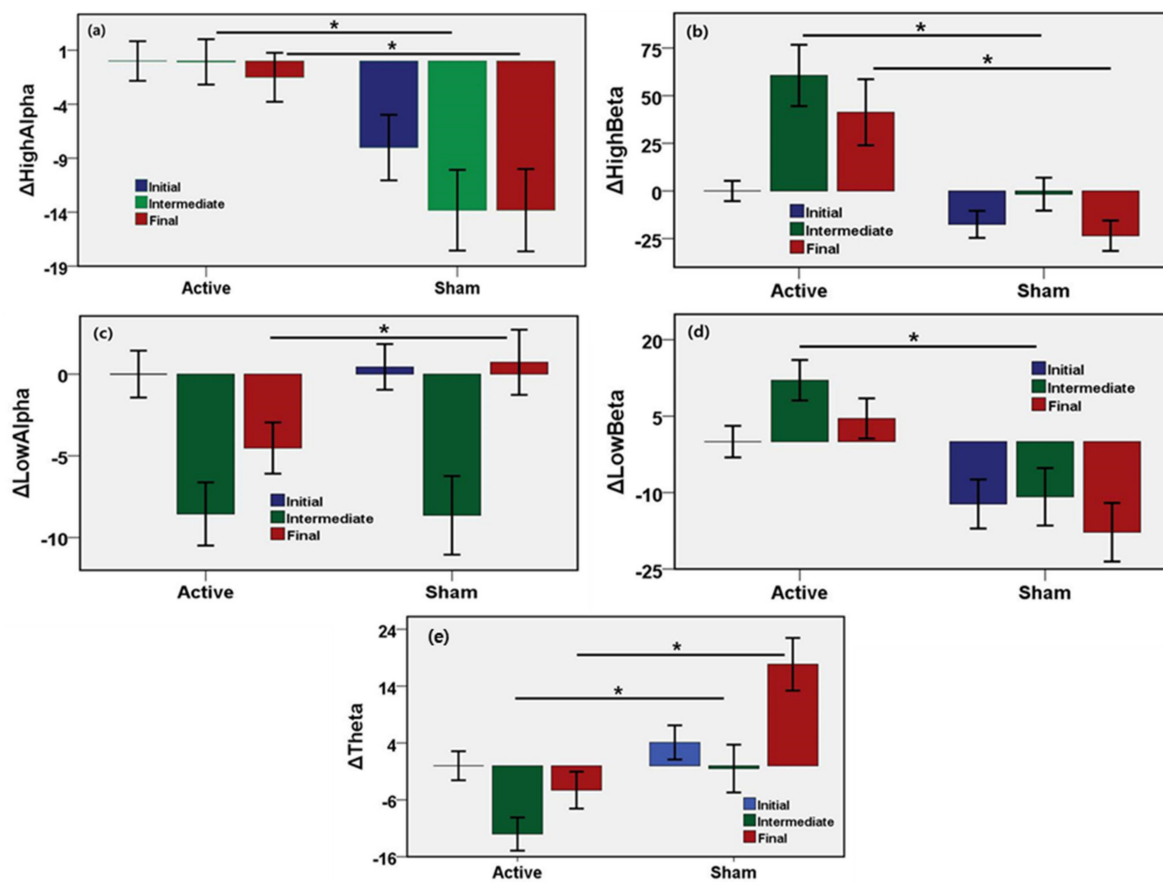 (a)
*
*
1
-4
-9
-14
-19
ΔHighAlpha
Initial
Intermediate
Final
Active Sham
(b)
*
*
75
50
25
0
-25
ΔHighBeta
Initial
Intermediate
Final
Active Sham
(c)
*
0
-5
-10
ΔLowAlpha
Initial
Intermediate
Final
Active Sham
(d)
*
20
5
-10
-25
ΔLowBeta
Initial
Intermediate
Final
Active Sham
(e)
*
*
24
14
4
-6
-16
ΔTheta
Initial
Intermediate
Final
Active Sham